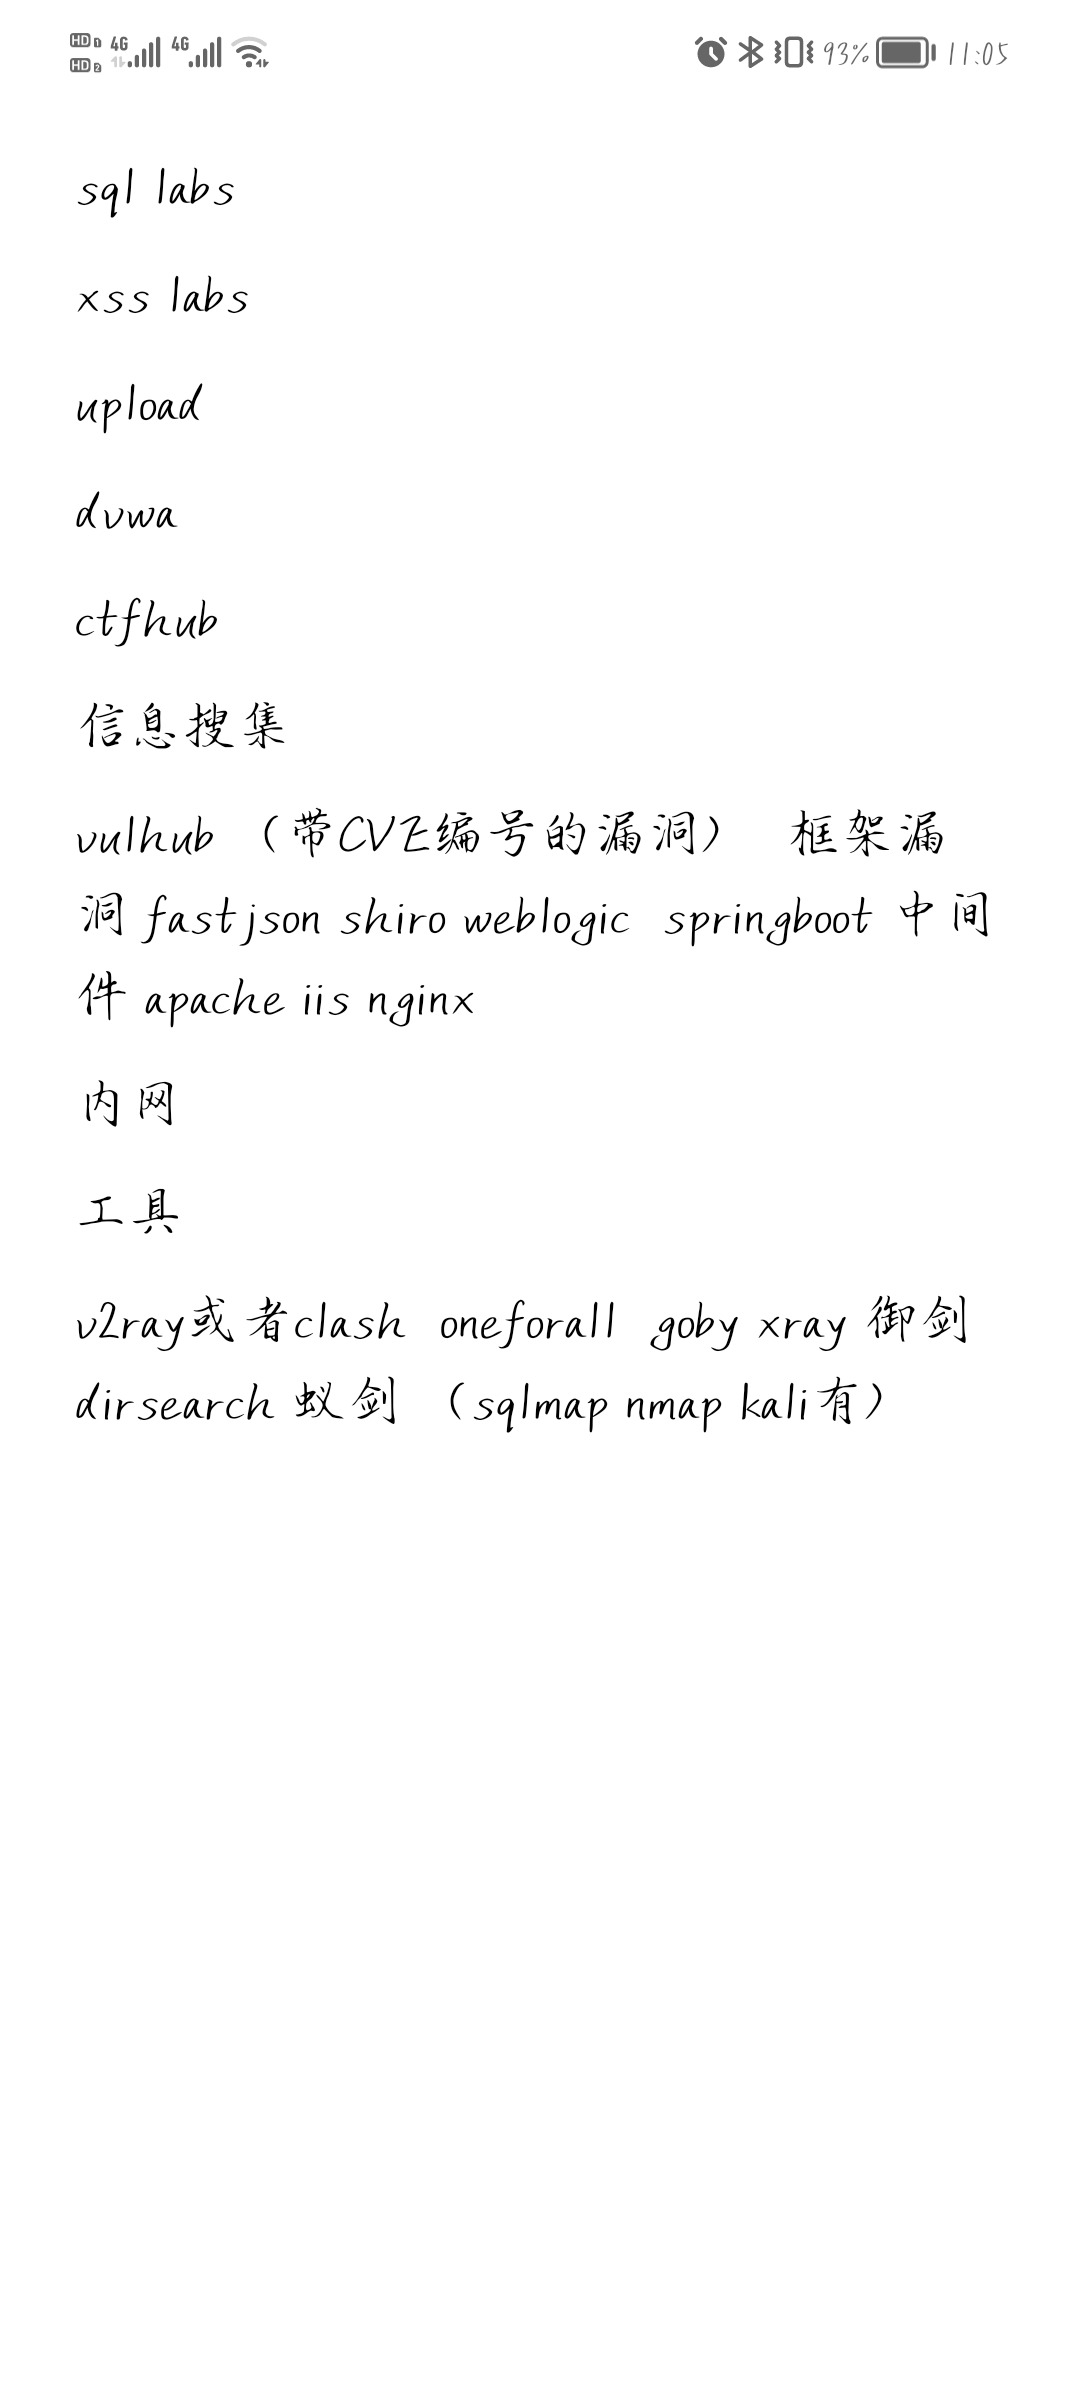 HD 1 4G 4G 93% 11:05
HD 2
sql labs
xss labs
upload
dvwa
ctfhub
信息搜集
vulhub （带CVE编号的漏洞） 框架漏
洞 fastjson shiro weblogic springboot 中间
件 apache iis nginx
内网
工具
v2ray或者clash oneforall goby xray 御剑
dirsearch 蚁剑 （sqlmap nmap kali有）